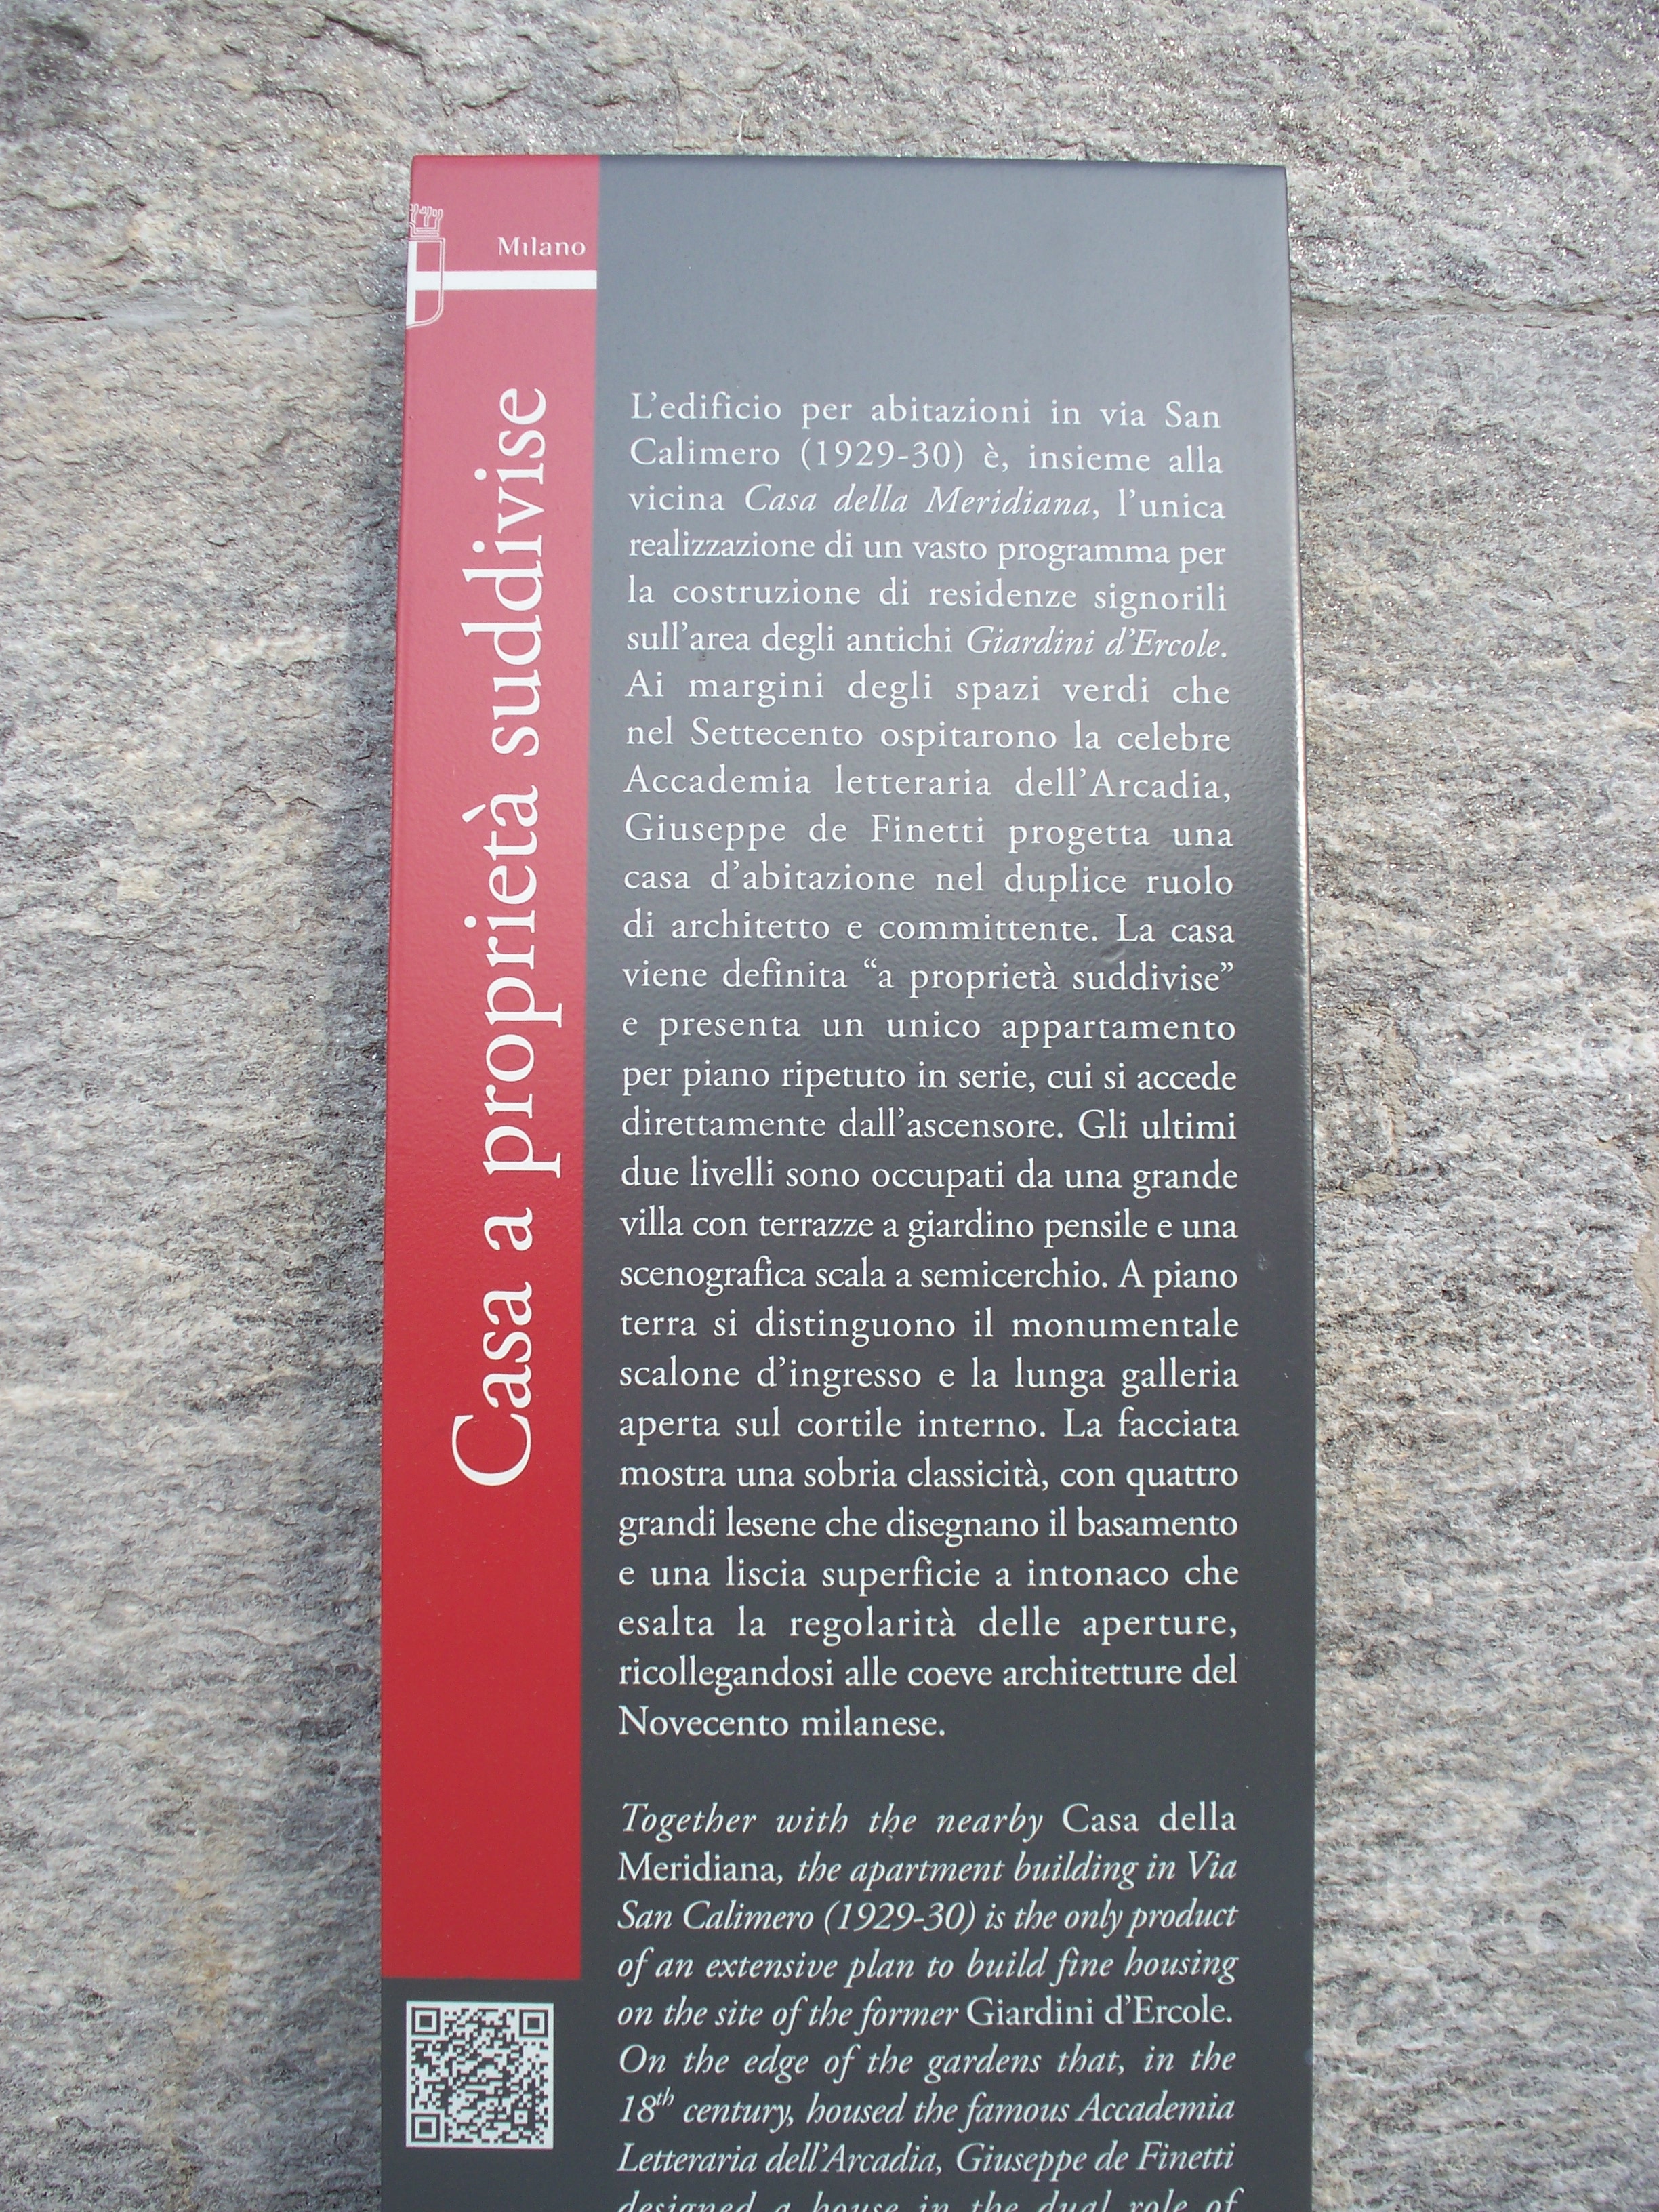 Milano
Casa a proprietà suddivise
L'edificio per abitazioni in via San
Calimero (1929-30) è, insieme alla
vicina Casa della Meridiana, l'unica
realizzazione di un vasto programma per
la costruzione di residenze signorili
sull'area degli antichi Giardini d'Ercole.
Ai margini degli spazi verdi che
nel Settecento ospitarono la celebre
Accademia letteraria dell'Arcadia,
Giuseppe de Finetti progetta una
casa d'abitazione nel duplice ruolo
di architetto e committente. La casa
viene definita “a proprietà suddivise”
e presenta un unico appartamento
per piano ripetuto in serie, cui si accede
direttamente dall'ascensore. Gli ultimi
due livelli sono occupati da una grande
villa con terrazze a giardino pensile e una
scenografica scala a semicerchio. A piano
terra si distinguono il monumentale
scalone d'ingresso e la lunga galleria
aperta sul cortile interno. La facciata
mostra una sobria classicità, con quattro
grandi lesene che disegnano il basamento
e una liscia superficie a intonaco che
esalta la regolarità delle aperture,
ricollegandosi alle coeve architetture del
Novecento milanese.
Together with the nearby Casa della
Meridiana, the apartment building in Via
San Calimero (1929-30) is the only product
of an extensive plan to build fine housing
on the site of the former Giardini d'Ercole.
On the edge of the gardens that, in the
18th century, housed the famous Accademia
Letteraria dell'Arcadia, Giuseppe de Finetti
designed a house in the dual role of